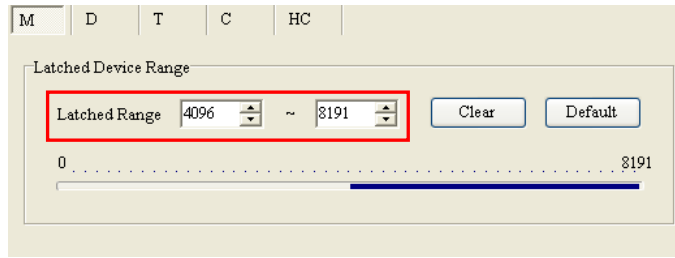 M D T C HC
Latched Device Range
Latched Range 4096 ~ 8191 Clear Default
0 8191